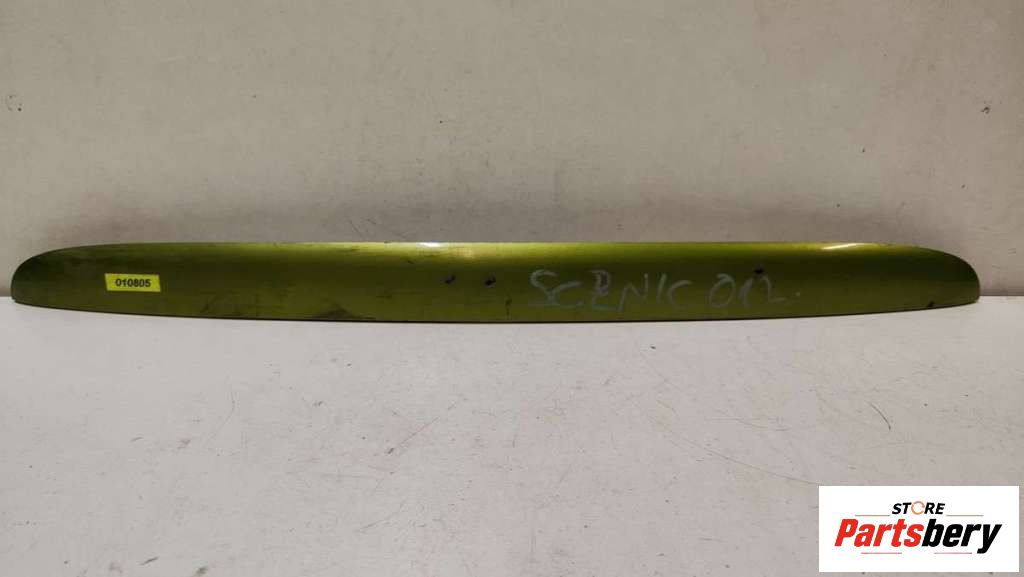 010805
SCENIC 012.
STORE
Partsbery